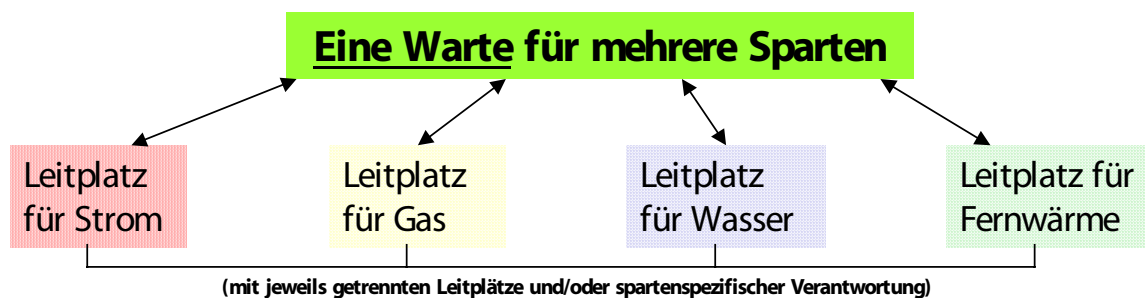 Eine Warte für mehrere Sparten
Leitplatz
für Strom
Leitplatz
für Gas
Leitplatz
für Wasser
Leitplatz für
Fernwärme
(mit jeweils getrennten Leitplätze und/oder spartenspezifischer Verantwortung)